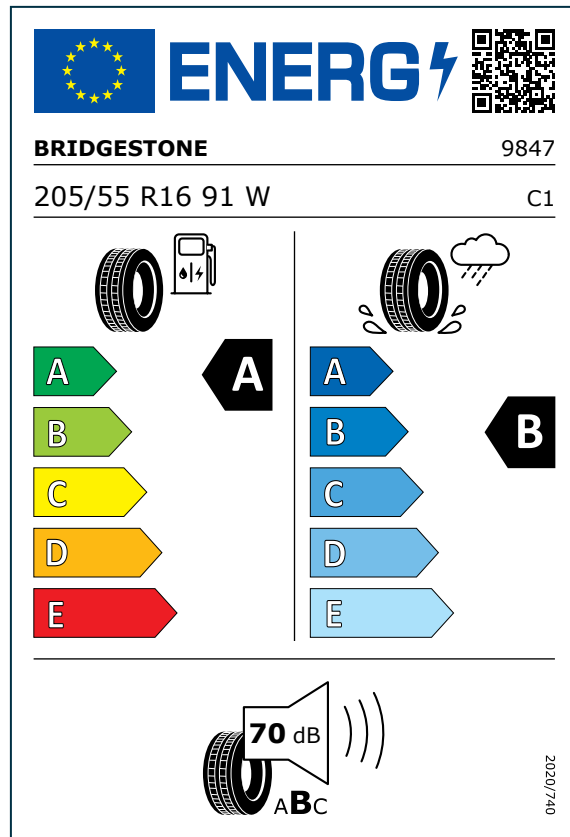 ENERG
BRIDGESTONE 9847
205/55 R16 91 W C1
A A A
B B B
C C
D D
E E
70 dB
ABC
2020/740